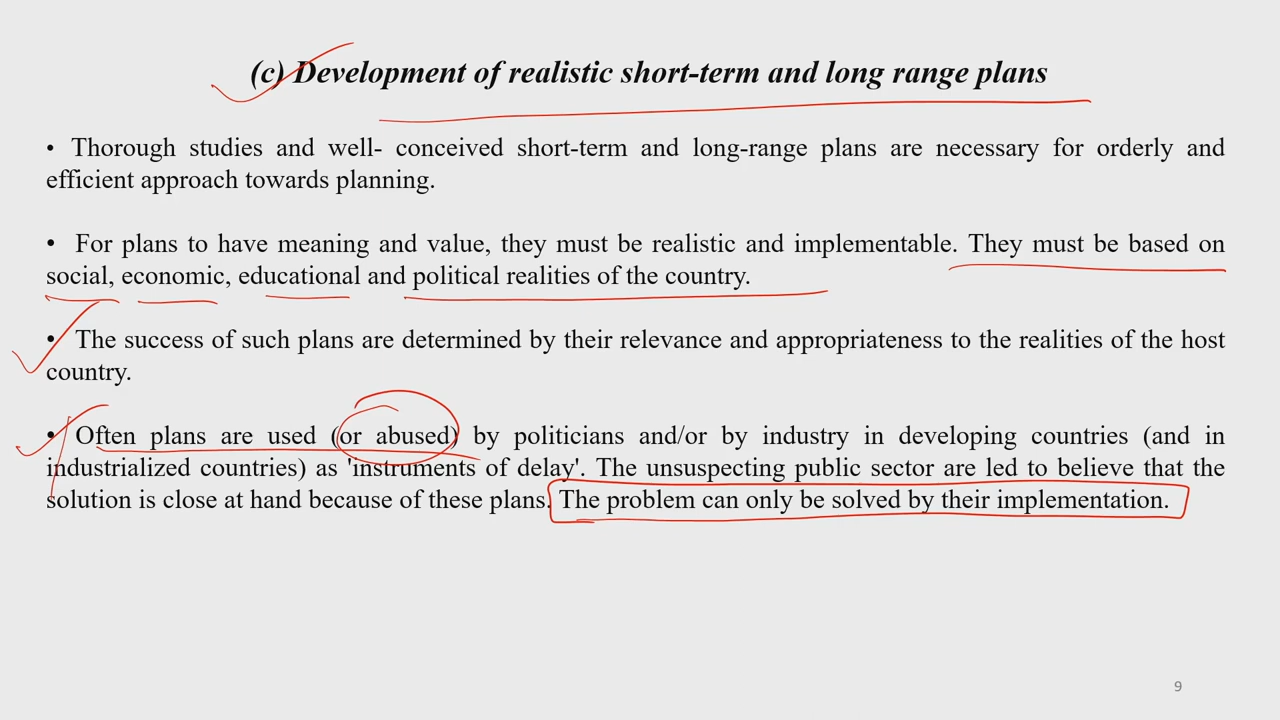 (c) Development of realistic short-term and long range plans
• Thorough studies and well- conceived short-term and long-range plans are necessary for orderly and
efficient approach towards planning.
• For plans to have meaning and value, they must be realistic and implementable. They must be based on
social, economic, educational and political realities of the country.
• The success of such plans are determined by their relevance and appropriateness to the realities of the host
country.
• Often plans are used (or abused) by politicians and/or by industry in developing countries (and in
industrialized countries) as 'instruments of delay'. The unsuspecting public sector are led to believe that the
solution is close at hand because of these plans. The problem can only be solved by their implementation.
9